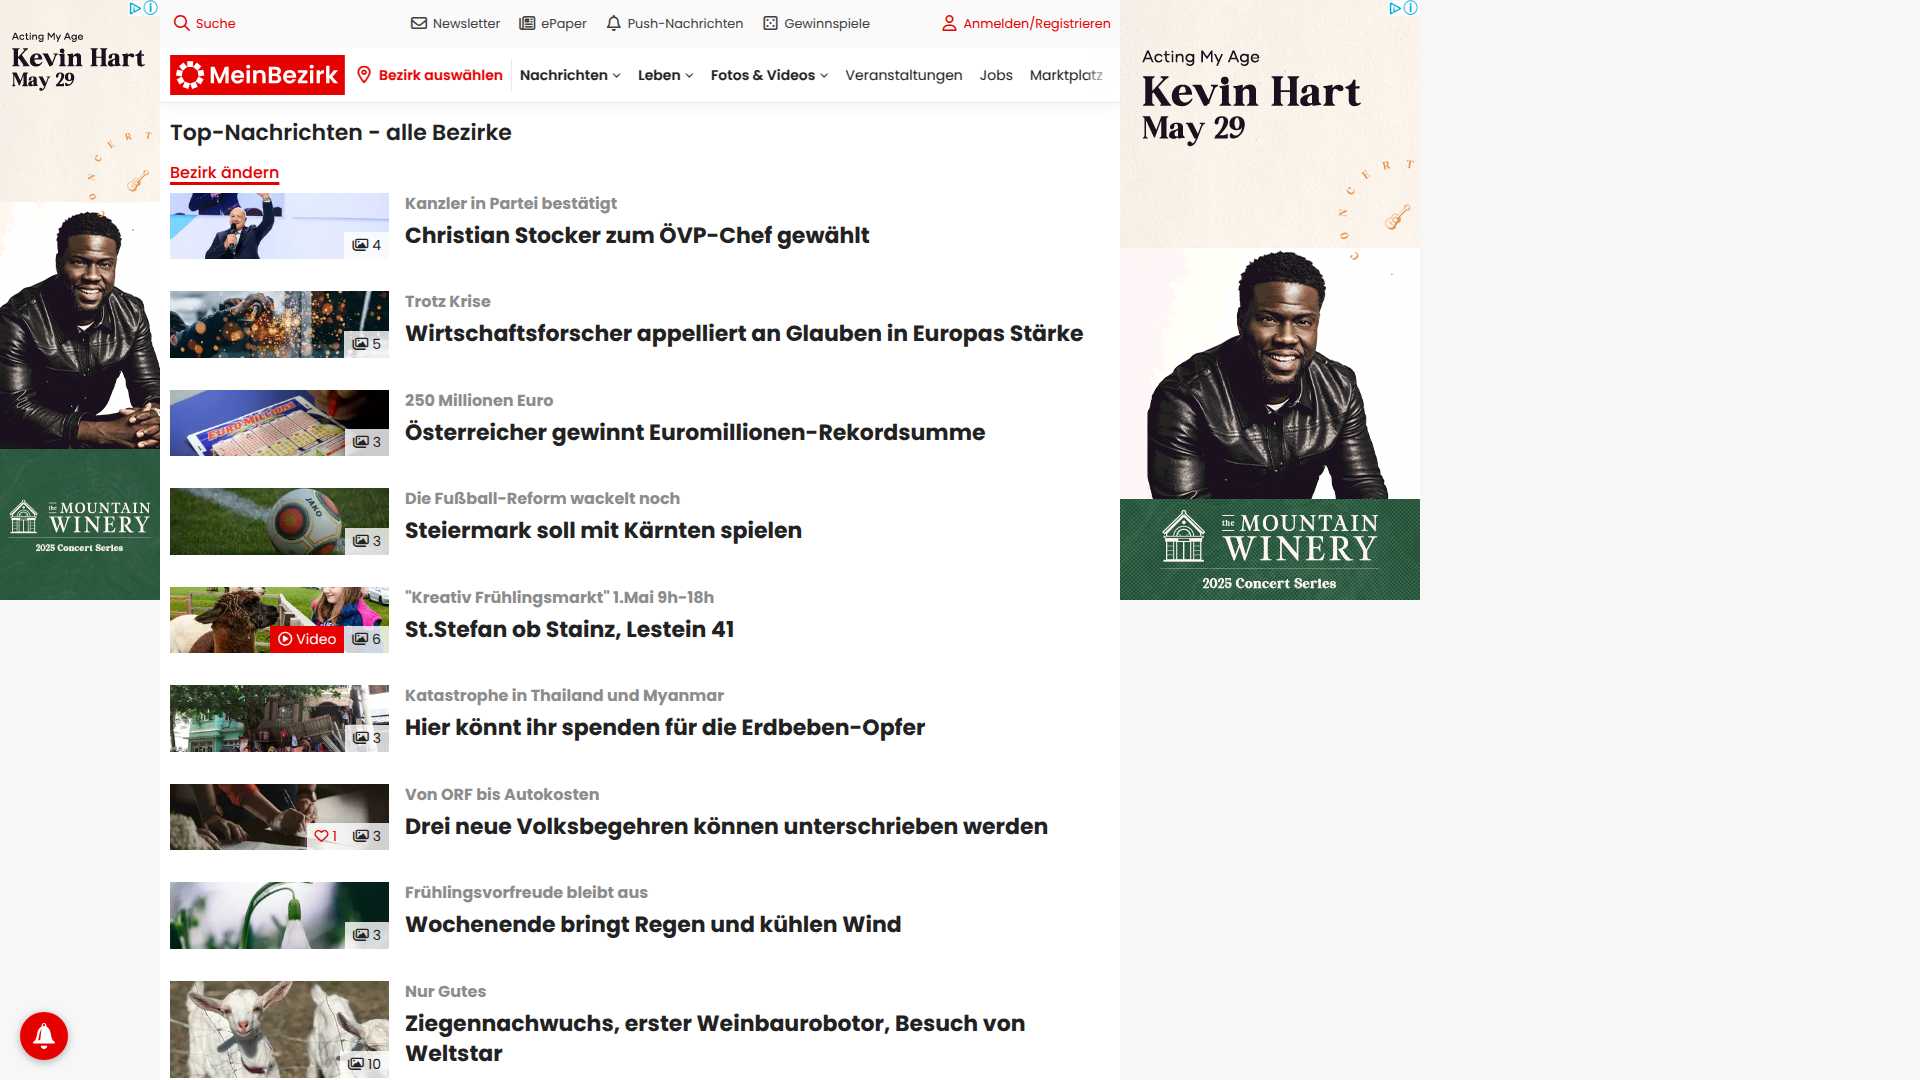 Suche
Newsletter
ePaper
Push-Nachrichten
Gewinnspiele
Anmelden/Registrieren
MeinBezirk
Bezirk auswählen
Nachrichten
Leben
Fotos & Videos
Veranstaltungen
Jobs
Marktplatz
Acting My Age
Kevin Hart
May 29
CONCERT
the MOUNTAIN
WINERY
2025 Concert Series
Top-Nachrichten - alle Bezirke
Bezirk ändern
4
Kanzler in Partei bestätigt
Christian Stocker zum ÖVP-Chef gewählt
5
Trotz Krise
Wirtschaftsforscher appelliert an Glauben in Europas Stärke
EUROMILLIONS
3
250 Millionen Euro
Österreicher gewinnt Euromillionen-Rekordsumme
JAKO
3
Die Fußball-Reform wackelt noch
Steiermark soll mit Kärnten spielen
Video
6
"Kreativ Frühlingsmarkt" 1.Mai 9h-18h
St.Stefan ob Stainz, Lestein 41
3
Katastrophe in Thailand und Myanmar
Hier könnt ihr spenden für die Erdbeben-Opfer
1
3
Von ORF bis Autokosten
Drei neue Volksbegehren können unterschrieben werden
3
Frühlingsvorfreude bleibt aus
Wochenende bringt Regen und kühlen Wind
10
Nur Gutes
Ziegennachwuchs, erster Weinbaurobotor, Besuch von
Weltstar
Acting My Age
Kevin Hart
May 29
CONCERT
the MOUNTAIN
WINERY
2025 Concert Series